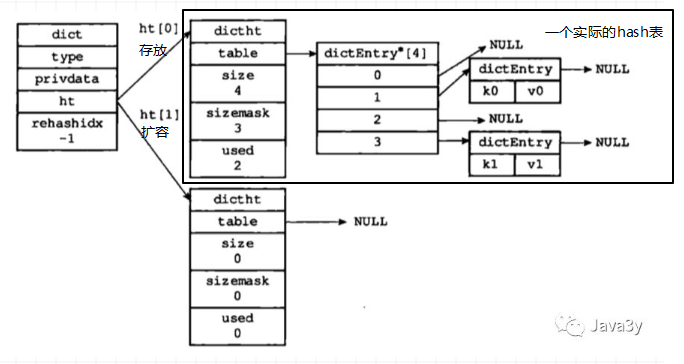 dict
type
privdata
ht
rehashidx
-1
ht[0]
存放
ht[1]
扩容
dictht
table
size
4
sizemask
3
used
2
dictEntry*[4]
0
1
2
3
一个实际的hash表
NULL
dictEntry
k0 v0
NULL
NULL
dictEntry
k1 v1
NULL
dictht
table
NULL
size
0
sizemask
0
used
0
Java3y